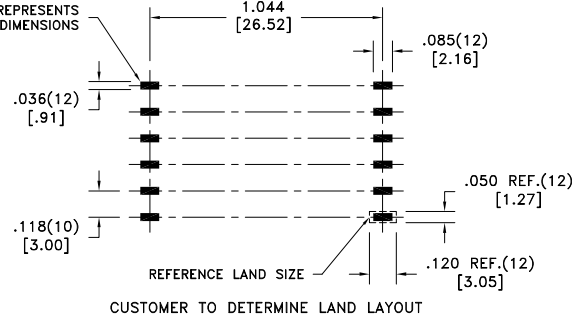 REPRESENTS
DIMENSIONS
1.044
[26.52]
.085(12)
[2.16]
.036(12)
[.91]
.118(10)
[3.00]
.050 REF.(12)
[1.27]
.120 REF.(12)
[3.05]
REFERENCE LAND SIZE
CUSTOMER TO DETERMINE LAND LAYOUT